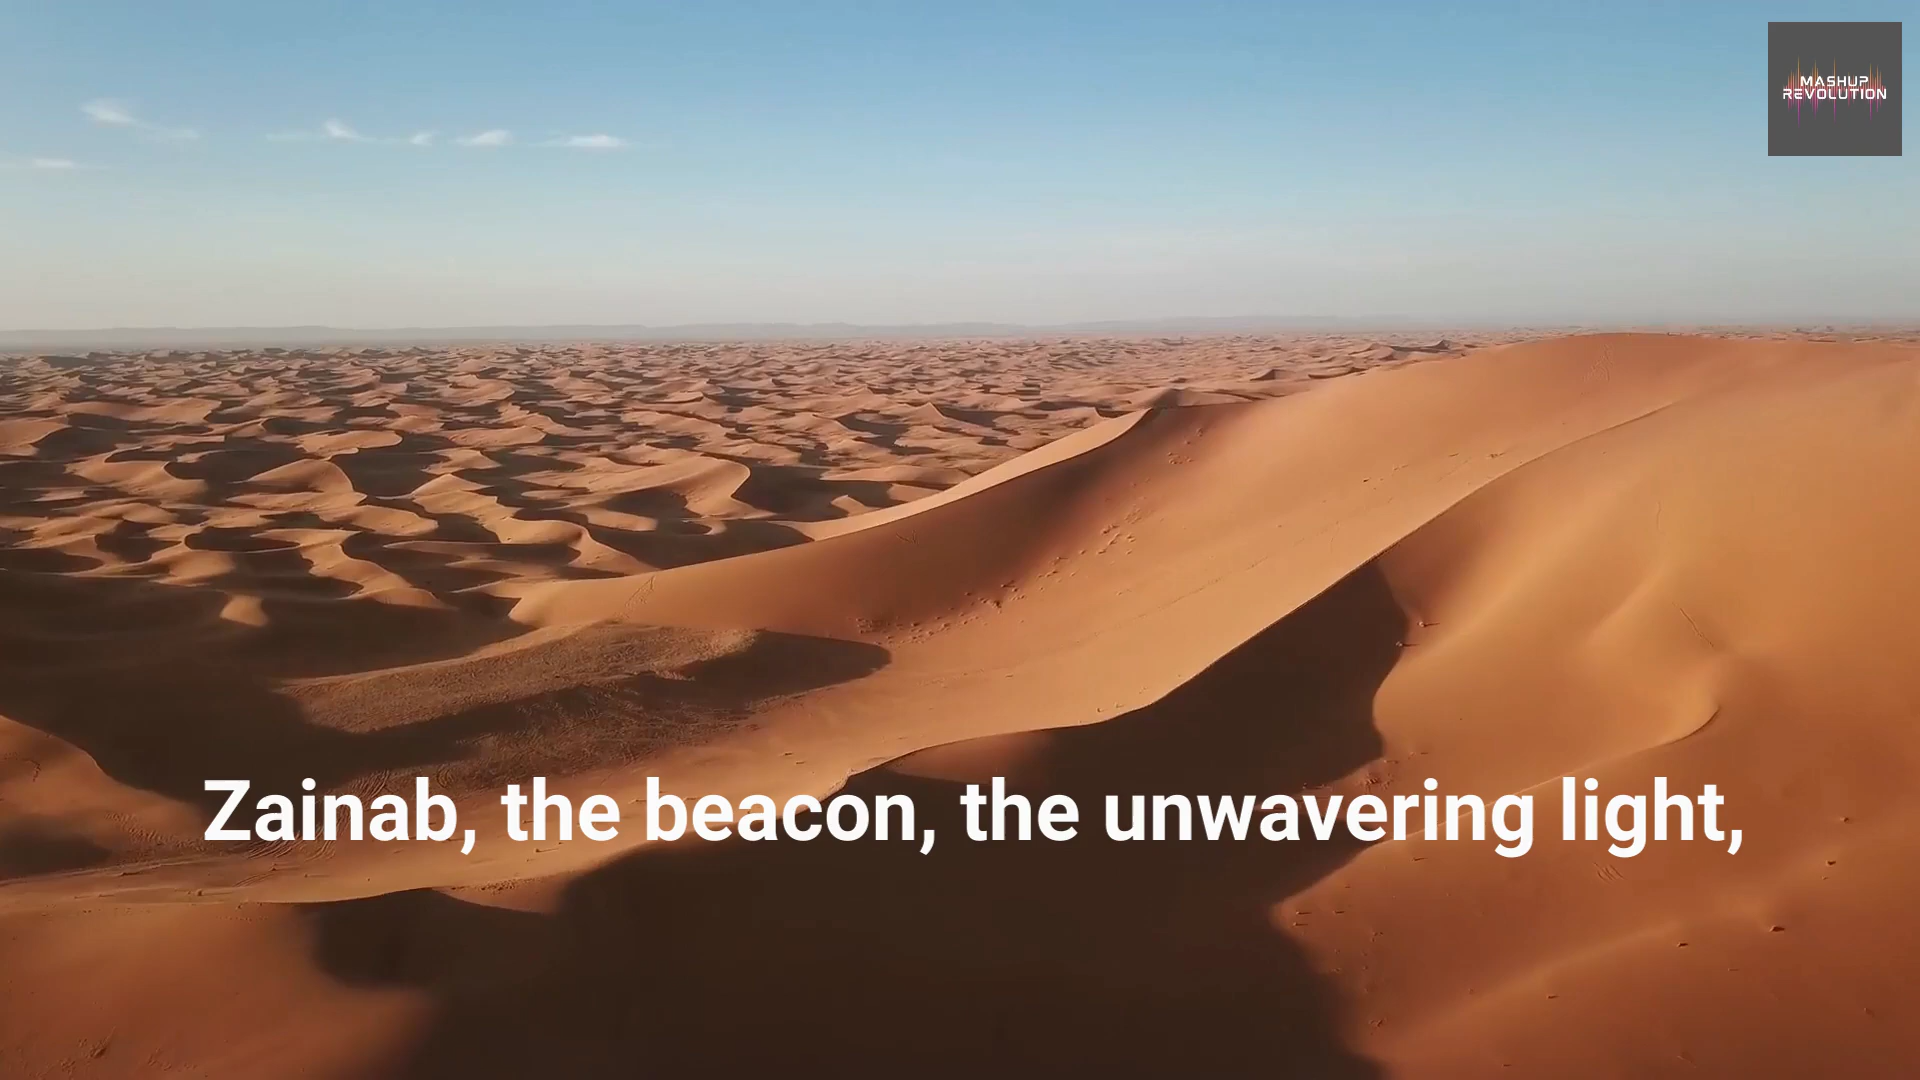 MASHUP
REVOLUTION
Zainab, the beacon, the unwavering light,